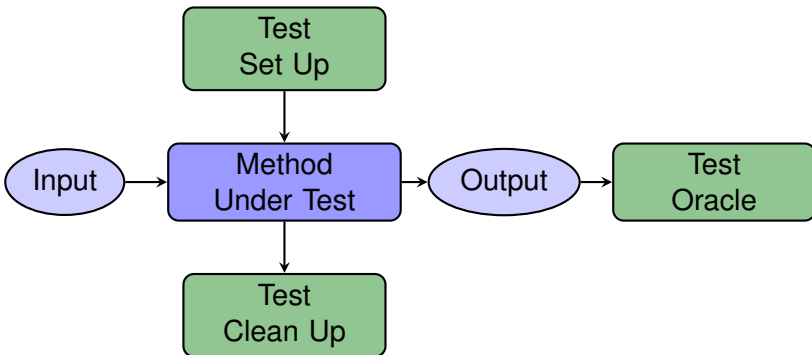 Test
Set Up
Input
Method
Under Test
Output
Test
Oracle
Test
Clean Up